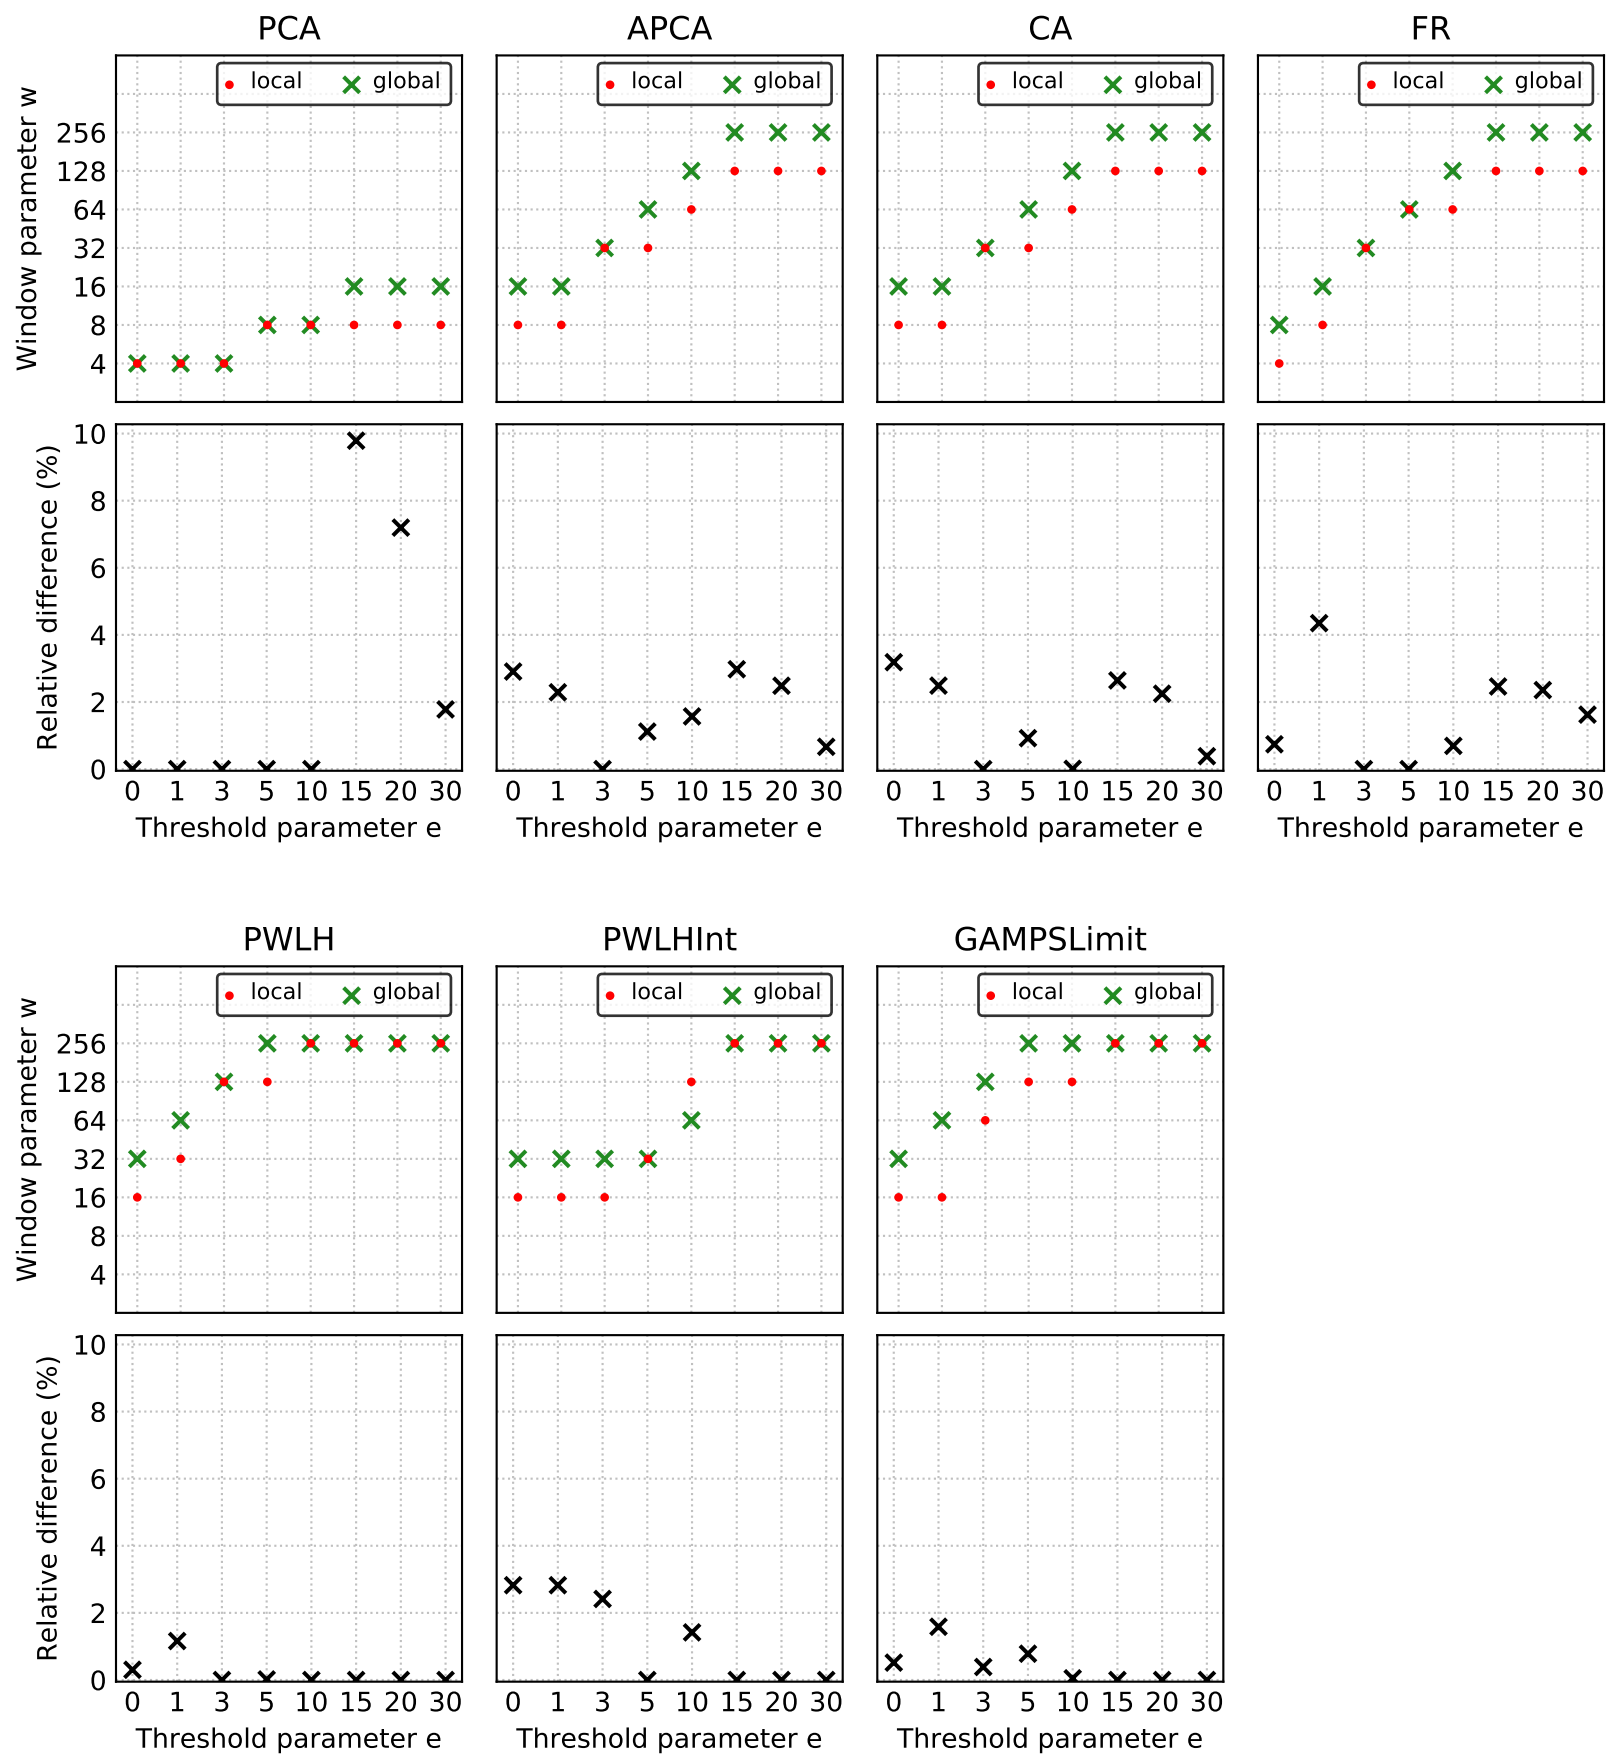 PCA APCA CA FR
local global local global local global local global
Window parameter w
256
128
64
32
16
8
4
Relative difference (%)
10
8
6
4
2
0
0 1 3 5 10 15 20 30 0 1 3 5 10 15 20 30 0 1 3 5 10 15 20 30 0 1 3 5 10 15 20 30
Threshold parameter e Threshold parameter e Threshold parameter e Threshold parameter e
PWLH PWLHInt GAMPSLimit
local global local global local global
Window parameter w
256
128
64
32
16
8
4
Relative difference (%)
10
8
6
4
2
0
0 1 3 5 10 15 20 30 0 1 3 5 10 15 20 30 0 1 3 5 10 15 20 30
Threshold parameter e Threshold parameter e Threshold parameter e